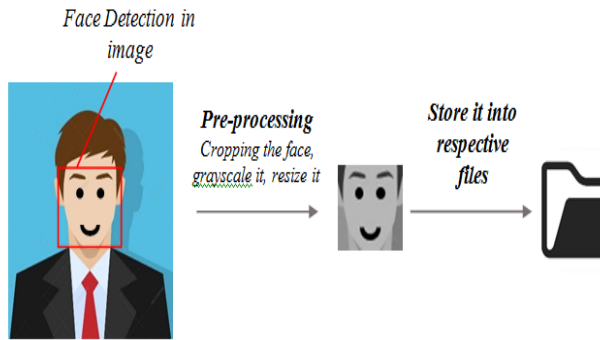 Face Detection in
image
Pre-processing
Cropping the face,
grayscale it, resize it
Store it into
respective
files